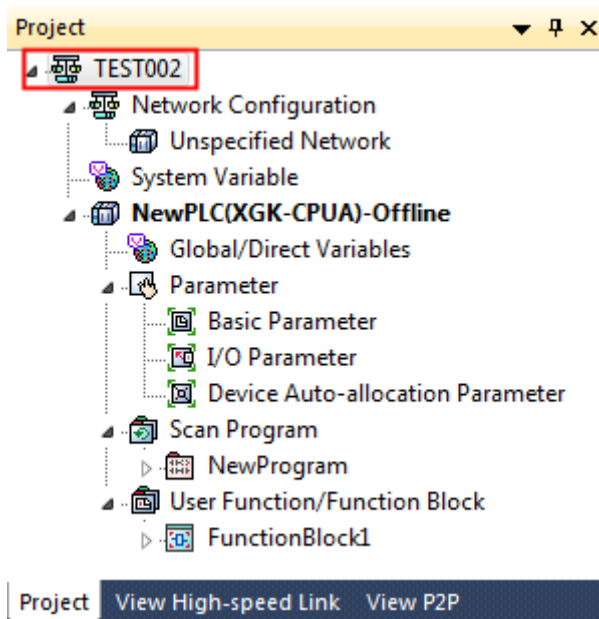 Project
TEST002
Network Configuration
Unspecified Network
System Variable
NewPLC(XGK-CPUA)-Offline
Global/Direct Variables
Parameter
Basic Parameter
I/O Parameter
Device Auto-allocation Parameter
Scan Program
NewProgram
User Function/Function Block
FunctionBlock1
Project View High-speed Link View P2P